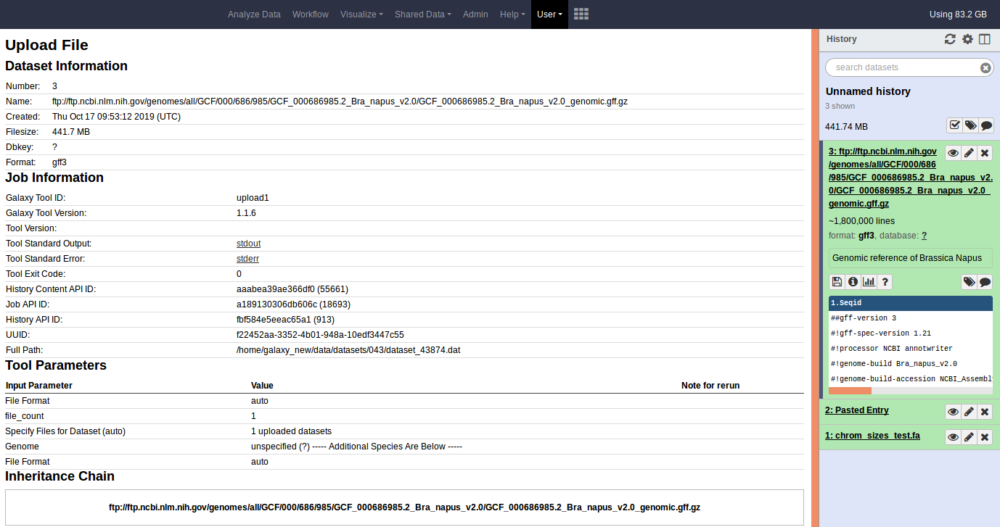 Analyze Data Workflow Visualize Shared Data Admin Help User Using 83.2 GB
Upload File
Dataset Information
Number: 3
Name: ftp://ftp.ncbi.nlm.nih.gov/genomes/all/GCF/000/686/985/GCF_000686985.2_Bra_napus_v2.0/GCF_000686985.2_Bra_napus_v2.0_genomic.gff.gz
Created: Thu Oct 17 09:53:12 2019 (UTC)
Filesize: 441.7 MB
Dbkey: ?
Format: gff3
Job Information
Galaxy Tool ID: upload1
Galaxy Tool Version: 1.1.6
Tool Version:
Tool Standard Output: stdout
Tool Standard Error: stderr
Tool Exit Code: 0
History Content API ID: aaabea39ae366df0 (55661)
Job API ID: a189130306db606c (18693)
History API ID: fbf584e5eeac65a1 (913)
UUID: f22452aa-3352-4b01-948a-10edf3447c55
Full Path: /home/galaxy_new/data/datasets/043/dataset_43874.dat
Tool Parameters
Input Parameter Value Note for rerun
File Format auto
file_count 1
Specify Files for Dataset (auto) 1 uploaded datasets
Genome unspecified (?) ----- Additional Species Are Below -----
File Format auto
Inheritance Chain
ftp://ftp.ncbi.nlm.nih.gov/genomes/all/GCF/000/686/985/GCF_000686985.2_Bra_napus_v2.0/GCF_000686985.2_Bra_napus_v2.0_genomic.gff.gz
History
search datasets
Unnamed history
3 shown
441.74 MB
3: ftp://ftp.ncbi.nlm.nih.gov
/genomes/all/GCF/000/686
/985/GCF_000686985.2_Bra_napus_v2.
0/GCF_000686985.2_Bra_napus_v2.0_
genomic.gff.gz
~1,800,000 lines
format: gff3, database: ?
Genomic reference of Brassica Napus
?
1.Seqid
##gff-version 3
#!gff-spec-version 1.21
#!processor NCBI annotwriter
#!genome-build Bra_napus_v2.0
#!genome-build-accession NCBI_Assembl
2: Pasted Entry
1: chrom_sizes_test.fa